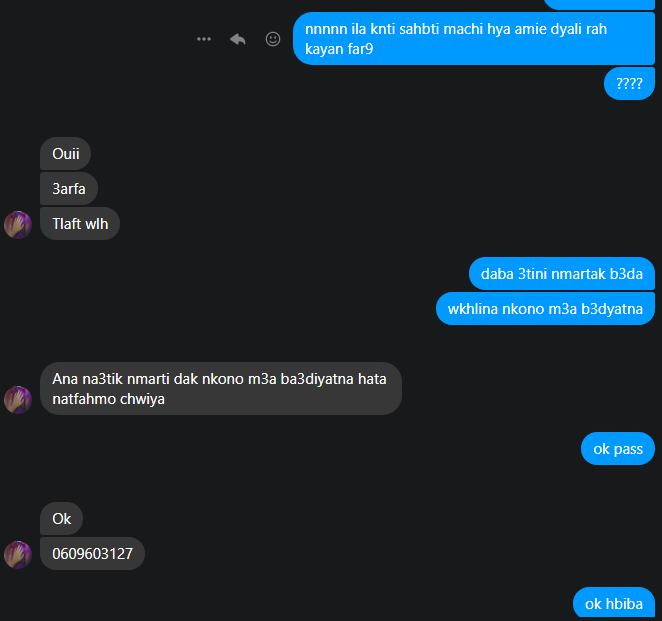 nnnnn ila knti sahbti machi hya amie dyali rah
kayan far9
????
Ouii
3arfa
Tlaft wlh
daba 3tini nmartak b3da
wkhlina nkono m3a b3dyatna
Ana na3tik nmarti dak nkono m3a ba3diyatna hata
natfahmo chwiya
ok pass
Ok
0609603127
ok hbiba